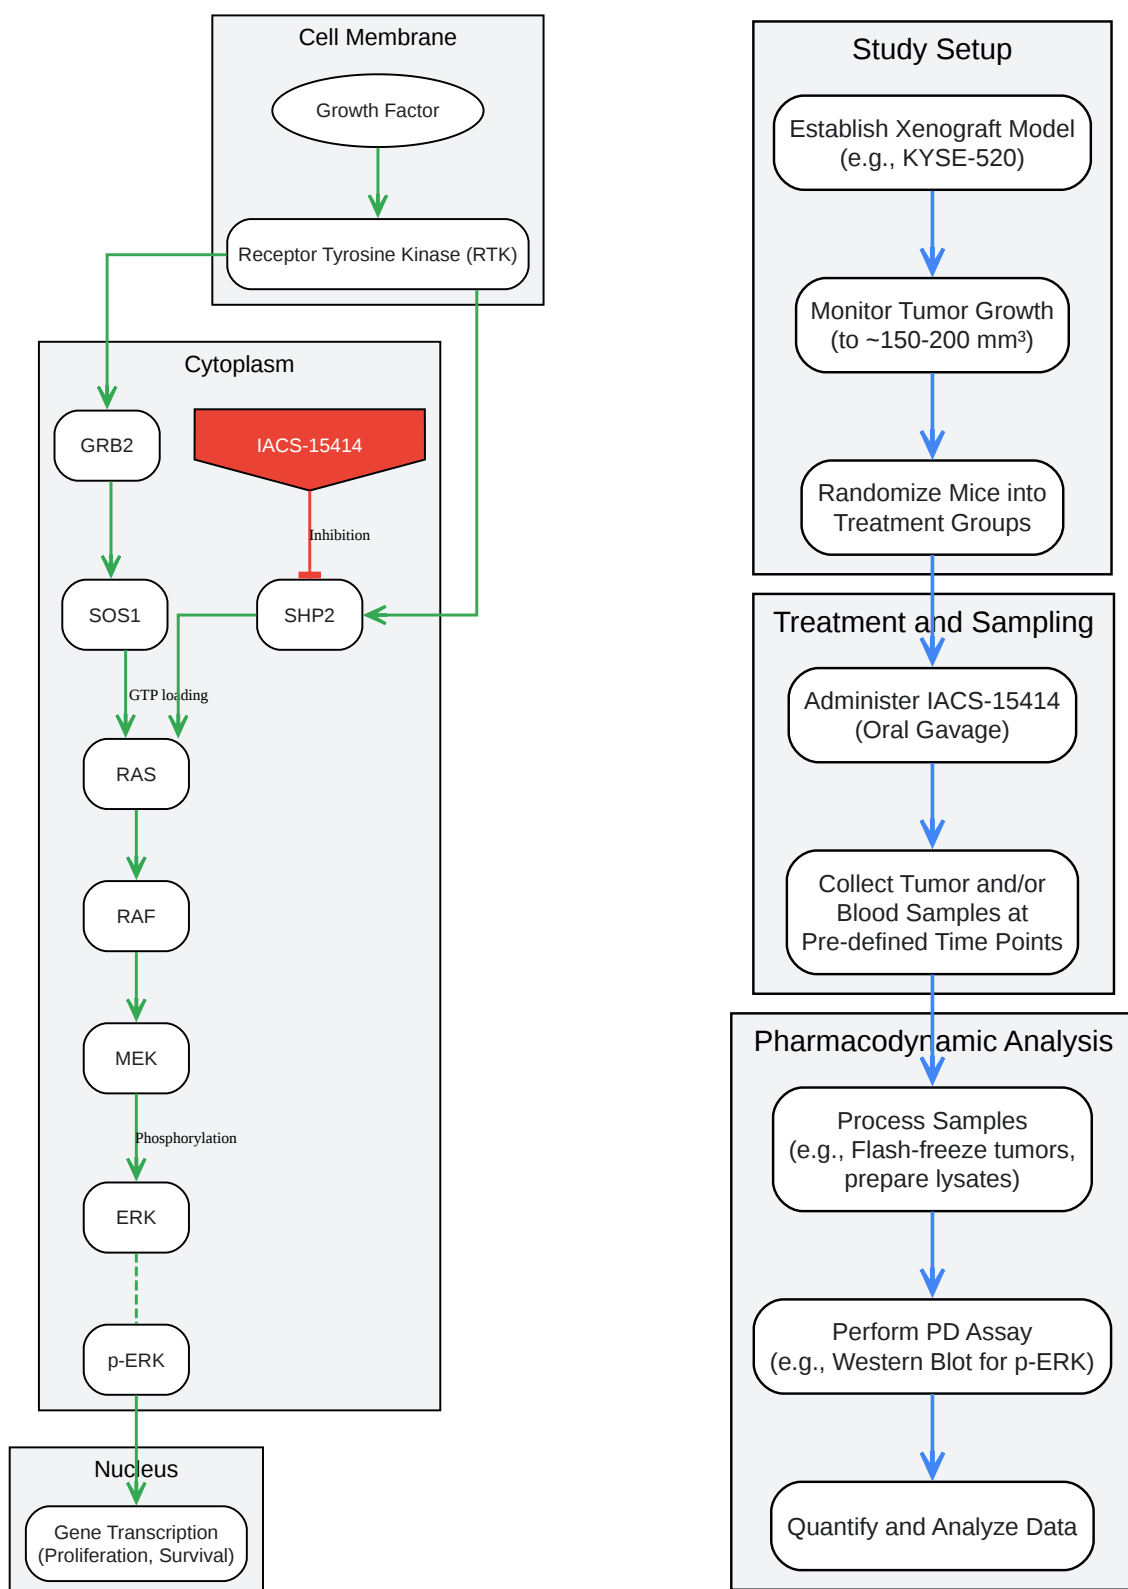 Cell Membrane
Growth Factor
Receptor Tyrosine Kinase (RTK)
Cytoplasm
GRB2
IACS-15414
Inhibition
SOS1
SHP2
GTP loading
RAS
RAF
MEK
Phosphorylation
ERK
p-ERK
Nucleus
Gene Transcription
(Proliferation, Survival)
Study Setup
Establish Xenograft Model
(e.g., KYSE-520)
Monitor Tumor Growth
(to ~150-200 mm³)
Randomize Mice into
Treatment Groups
Treatment and Sampling
Administer IACS-15414
(Oral Gavage)
Collect Tumor and/or
Blood Samples at
Pre-defined Time Points
Pharmacodynamic Analysis
Process Samples
(e.g., Flash-freeze tumors,
prepare lysates)
Perform PD Assay
(e.g., Western Blot for p-ERK)
Quantify and Analyze Data